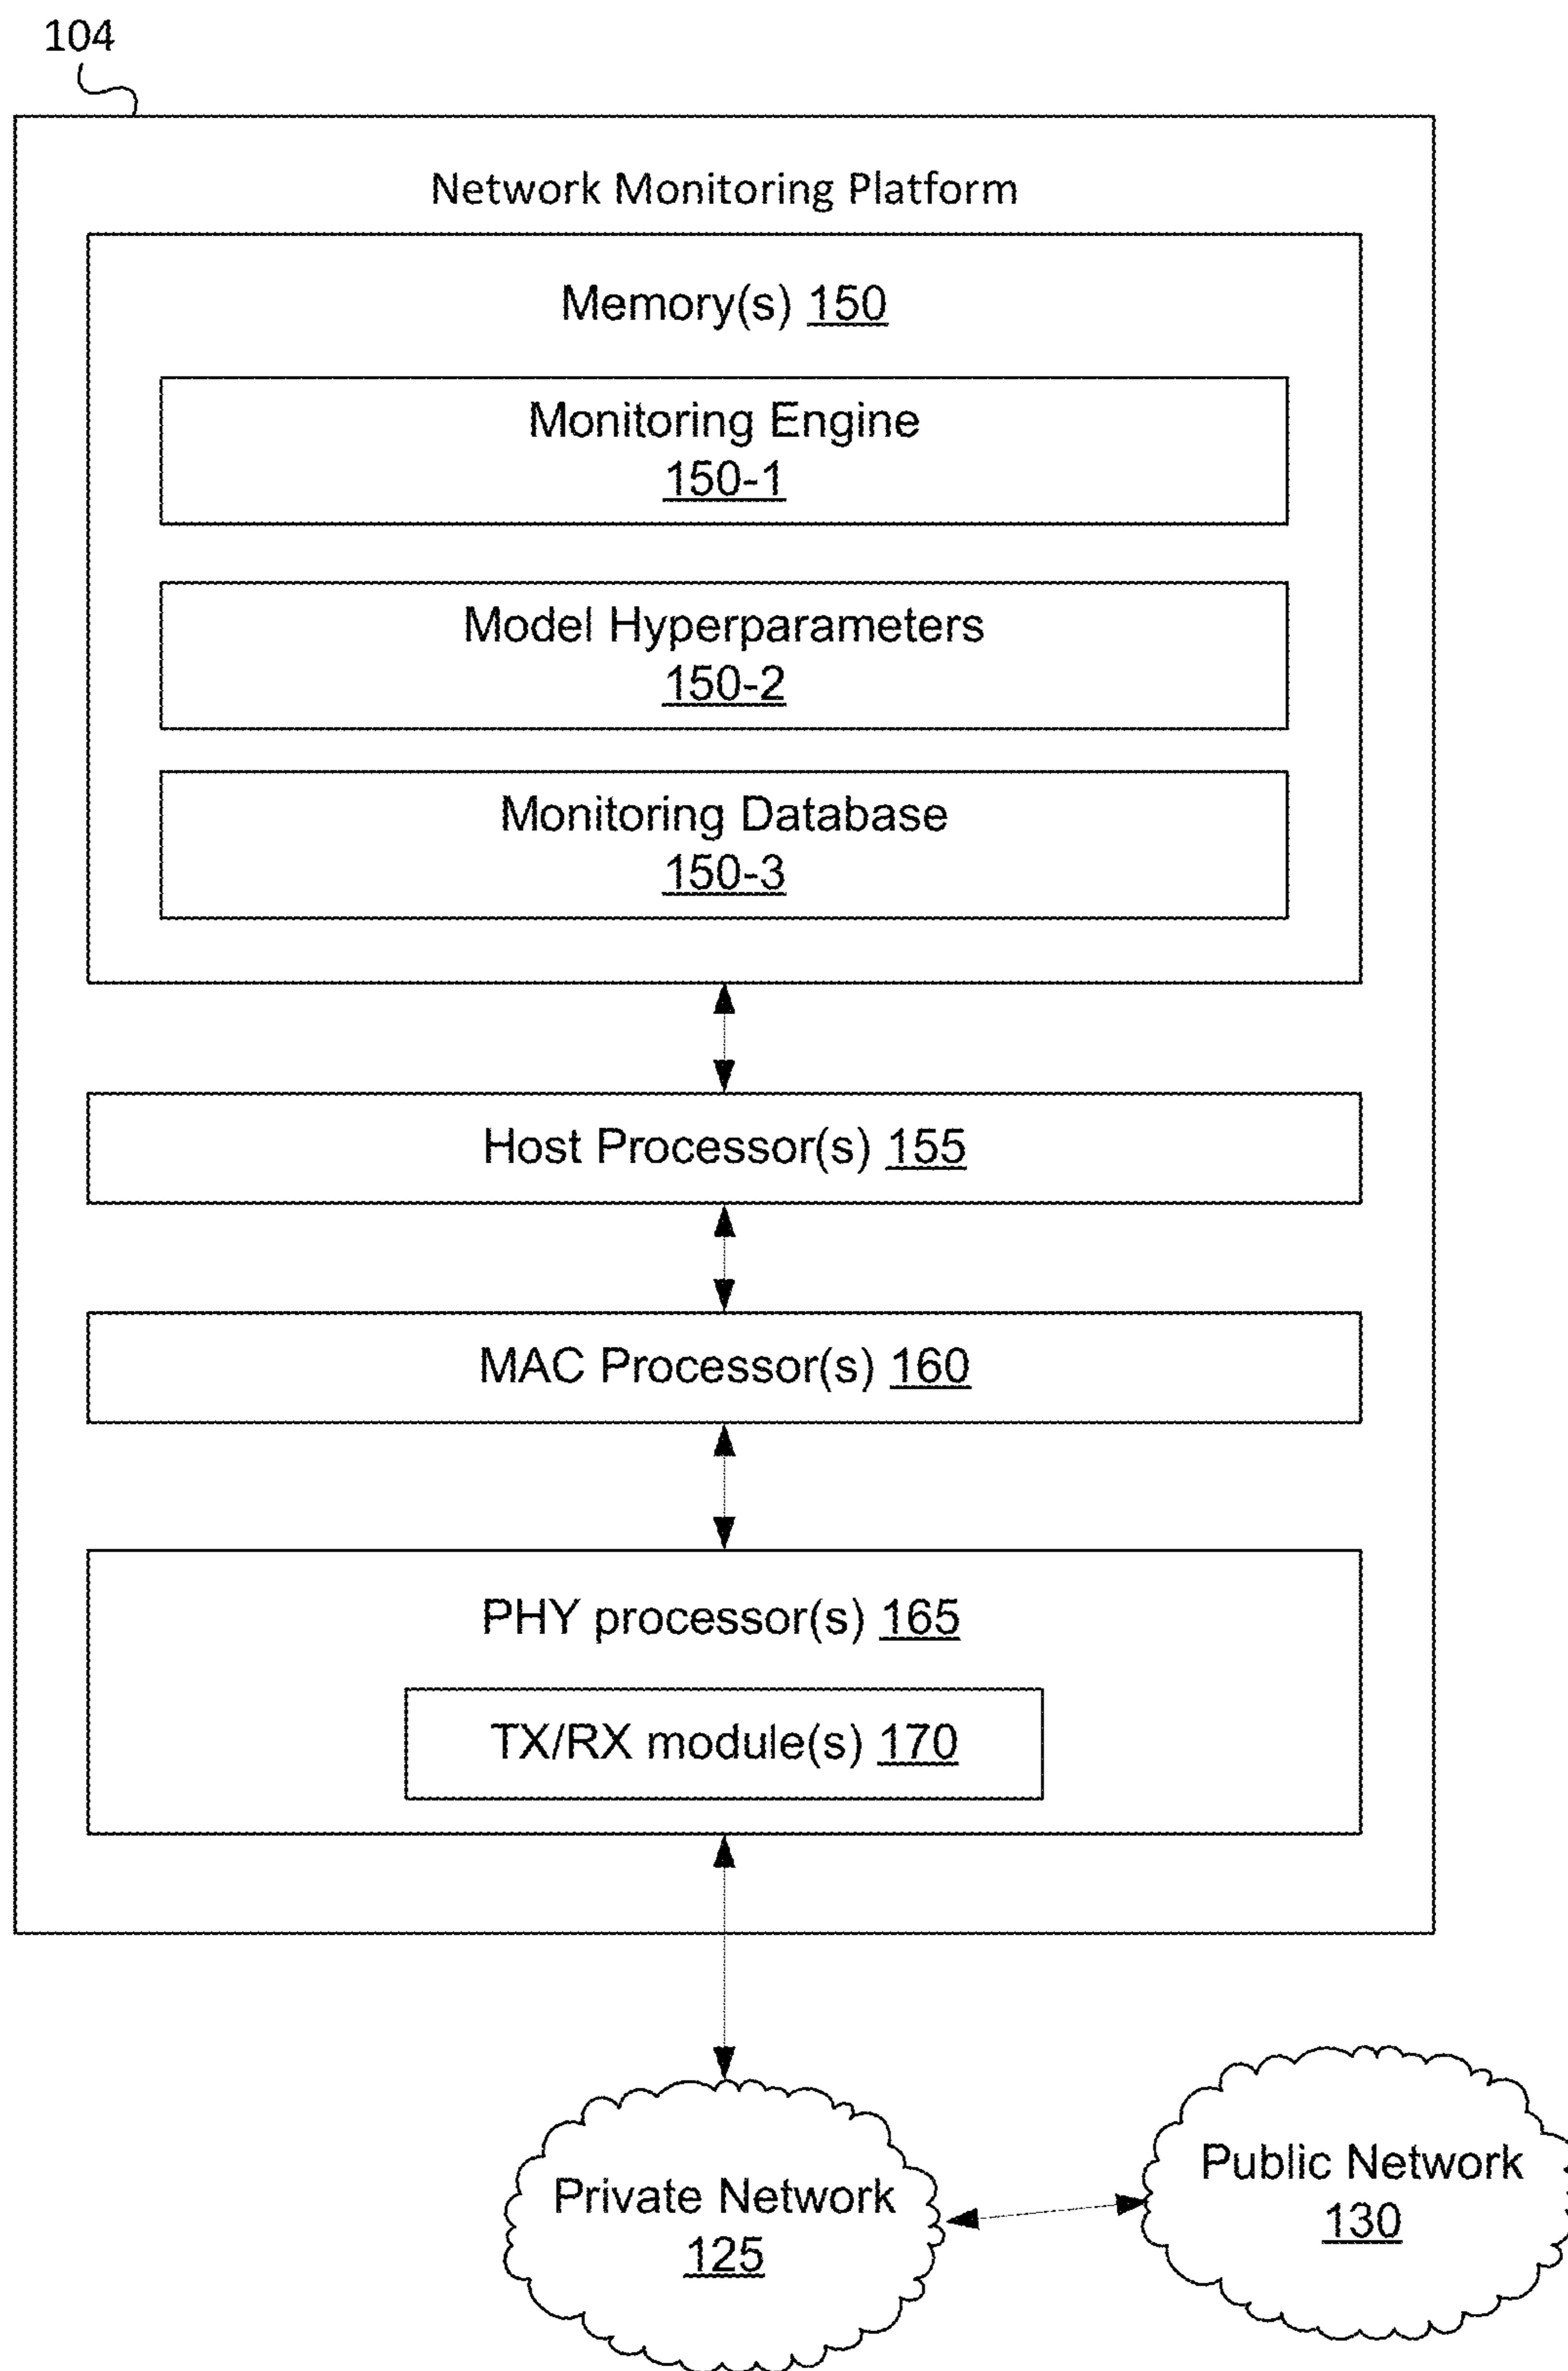 104
Network Monitoring Platform
Memory(s) 150
Monitoring Engine
150-1
Model Hyperparameters
150-2
Monitoring Database
150-3
Host Processor(s) 155
MAC Processor(s) 160
PHY processor(s) 165
TX/RX module(s) 170
Private Network
125
Public Network
130